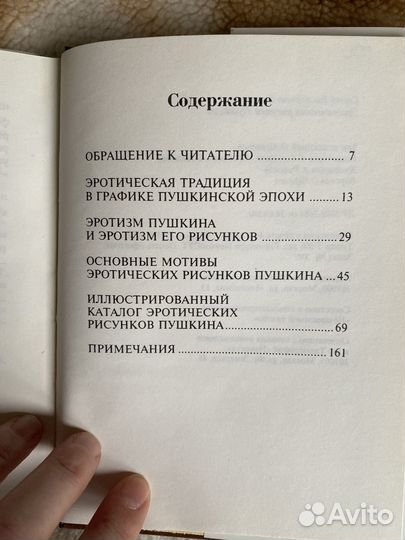 Содержание
ОБРАЩЕНИЕ К ЧИТАТЕЛЮ ................ 7
ЭРОТИЧЕСКАЯ ТРАДИЦИЯ
В ГРАФИКЕ ПУШКИНСКОЙ ЭПОХИ ..... 13
ЭРОТИЗМ ПУШКИНА
И ЭРОТИЗМ ЕГО РИСУНКОВ ............... 29
ОСНОВНЫЕ МОТИВЫ
ЭРОТИЧЕСКИХ РИСУНКОВ ПУШКИНА ... 45
ИЛЛЮСТРИРОВАННЫЙ
КАТАЛОГ ЭРОТИЧЕСКИХ
РИСУНКОВ ПУШКИНА ...................... 69
ПРИМЕЧАНИЯ ............................ 161
Avito